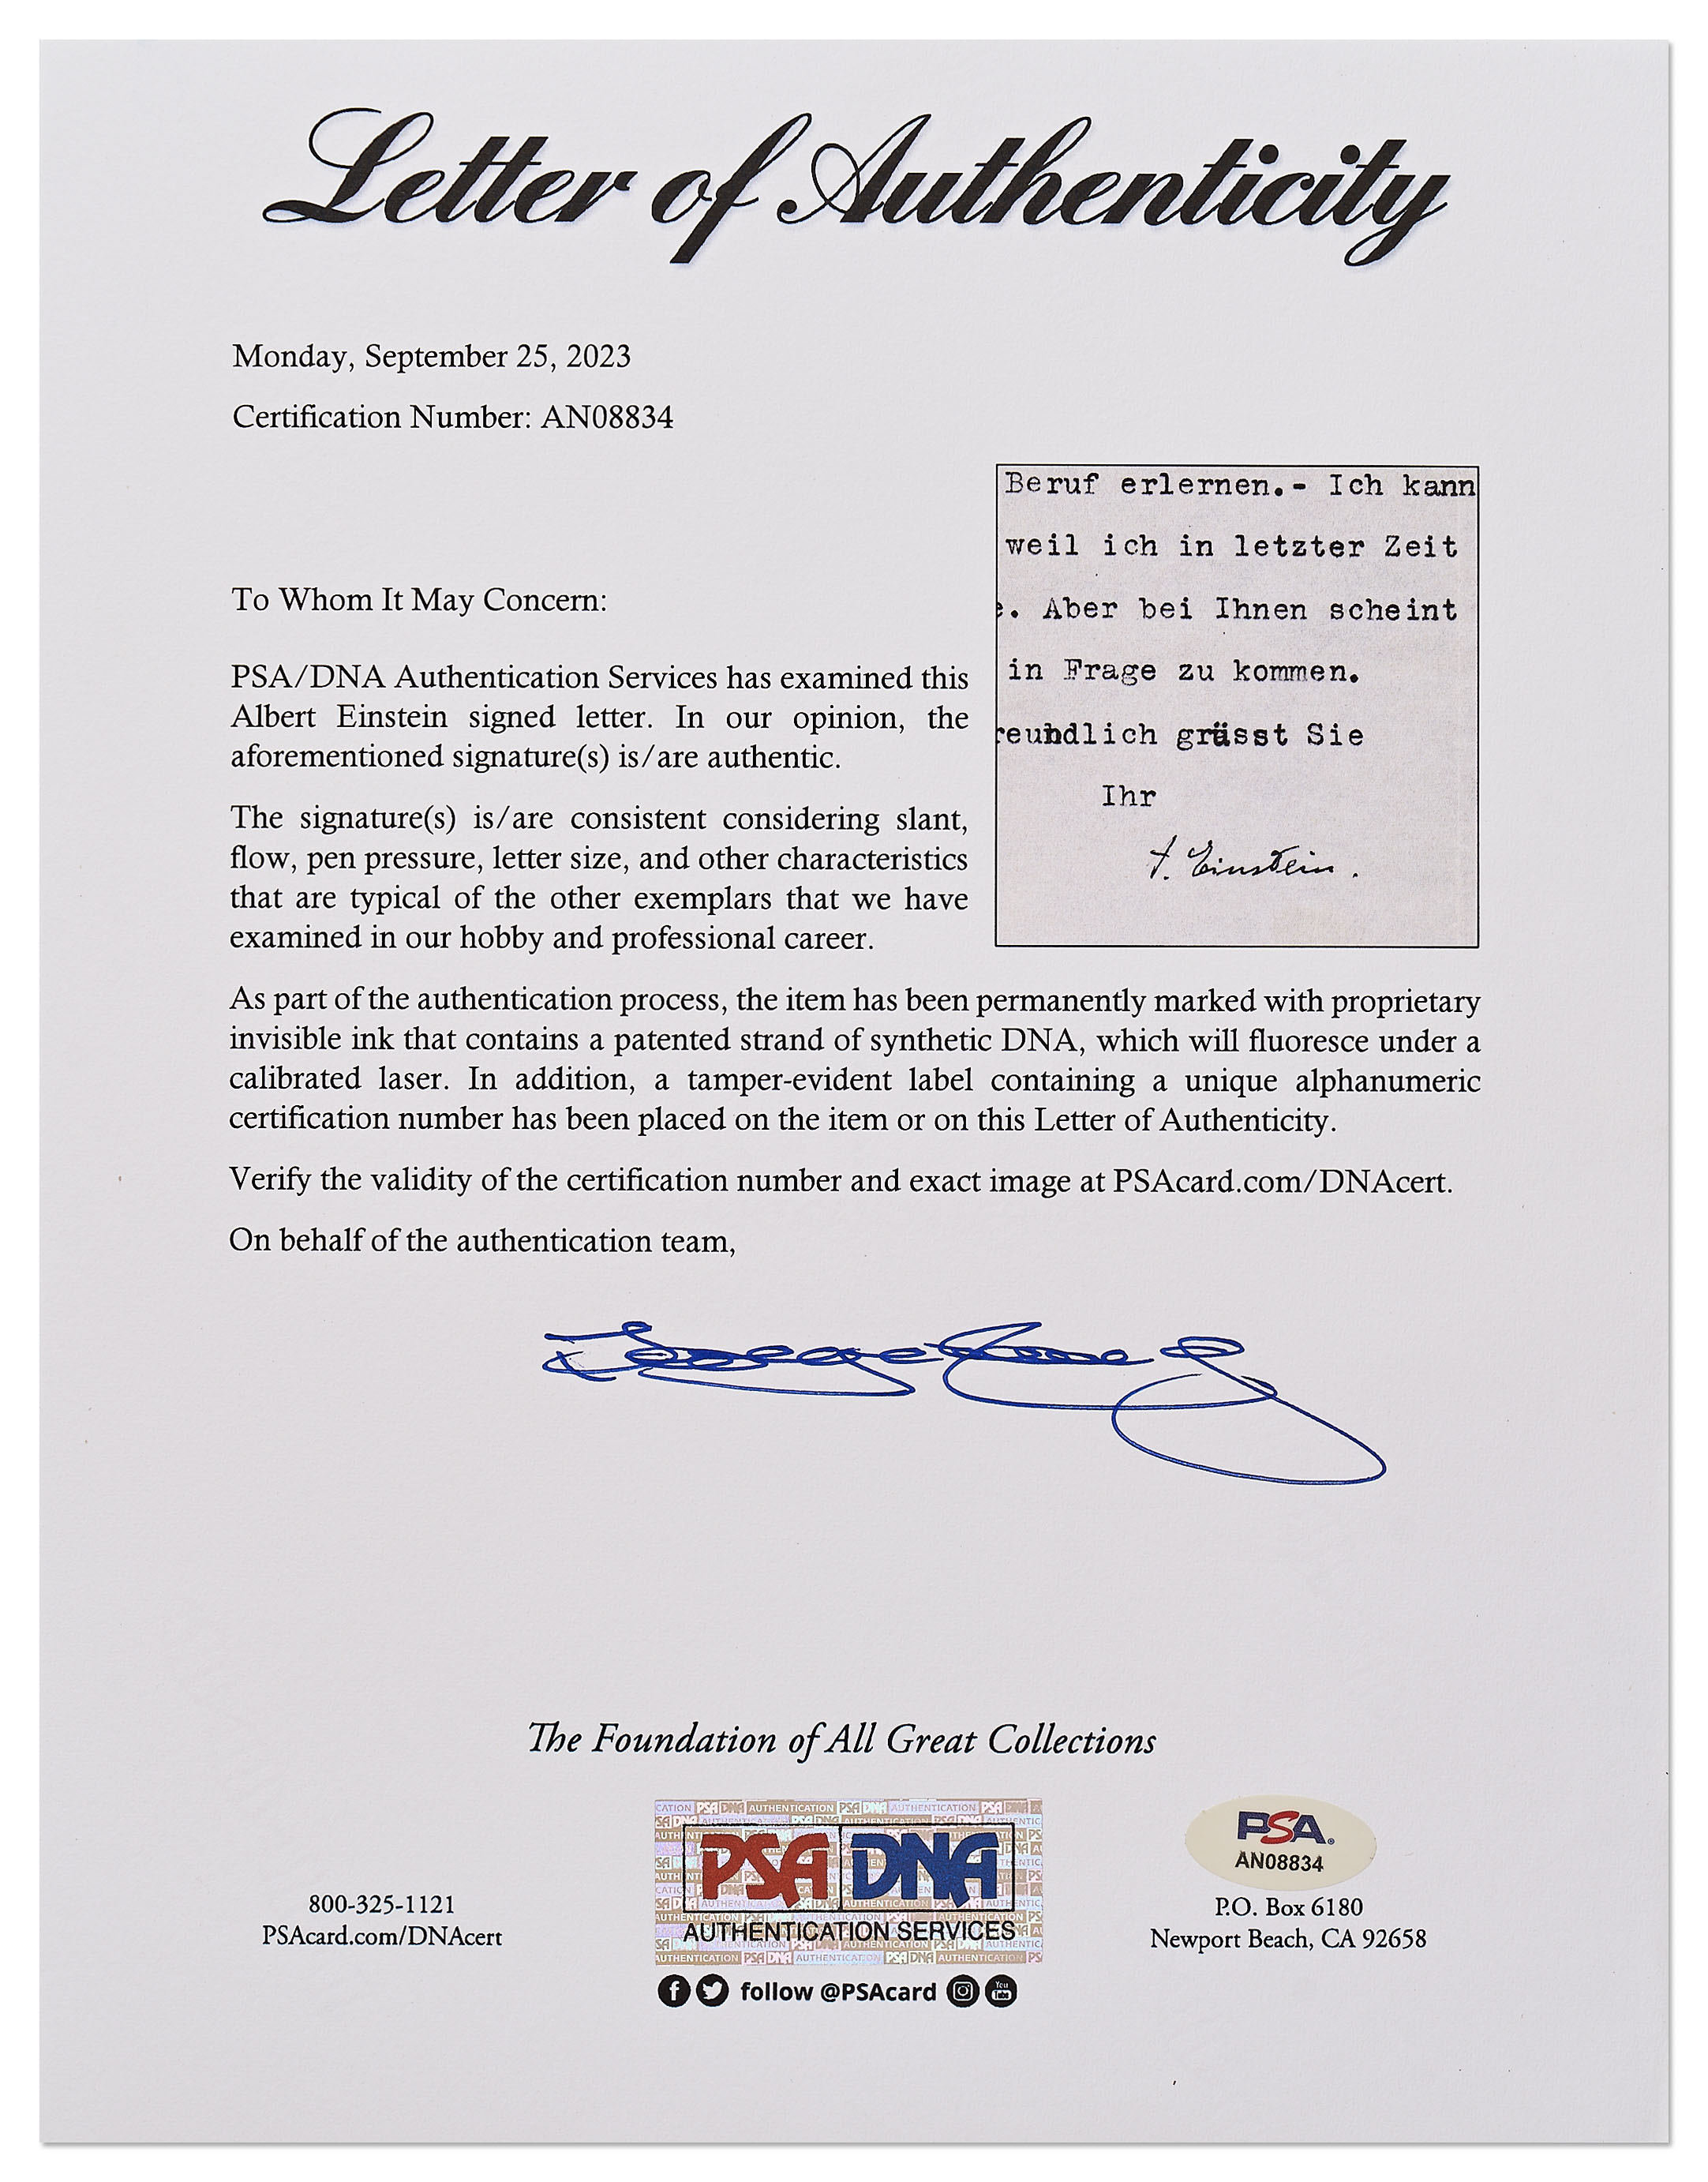 Letter of Authenticity
Monday, September 25, 2023
Certification Number: AN08834
Beruf erlernen.- Ich kann
weil ich in letzter Zeit
. Aber bei Ihnen scheint
in Frage zu kommen.
reundlich grüsst Sie
Ihr
A. Einstein.
To Whom It May Concern:
PSA/DNA Authentication Services has examined this
Albert Einstein signed letter. In our opinion, the
aforementioned signature(s) is/are authentic.
The signature(s) is/are consistent considering slant,
flow, pen pressure, letter size, and other characteristics
that are typical of the other exemplars that we have
examined in our hobby and professional career.
As part of the authentication process, the item has been permanently marked with proprietary
invisible ink that contains a patented strand of synthetic DNA, which will fluoresce under a
calibrated laser. In addition, a tamper-evident label containing a unique alphanumeric
certification number has been placed on the item or on this Letter of Authenticity.
Verify the validity of the certification number and exact image at PSAcard.com/DNAcert.
On behalf of the authentication team,
The Foundation of All Great Collections
800-325-1121
PSAcard.com/DNAcert
PSA DNA
AUTHENTICATION SERVICES
follow @PSAcard
You Tube
PSA®
AN08834
P.O. Box 6180
Newport Beach, CA 92658